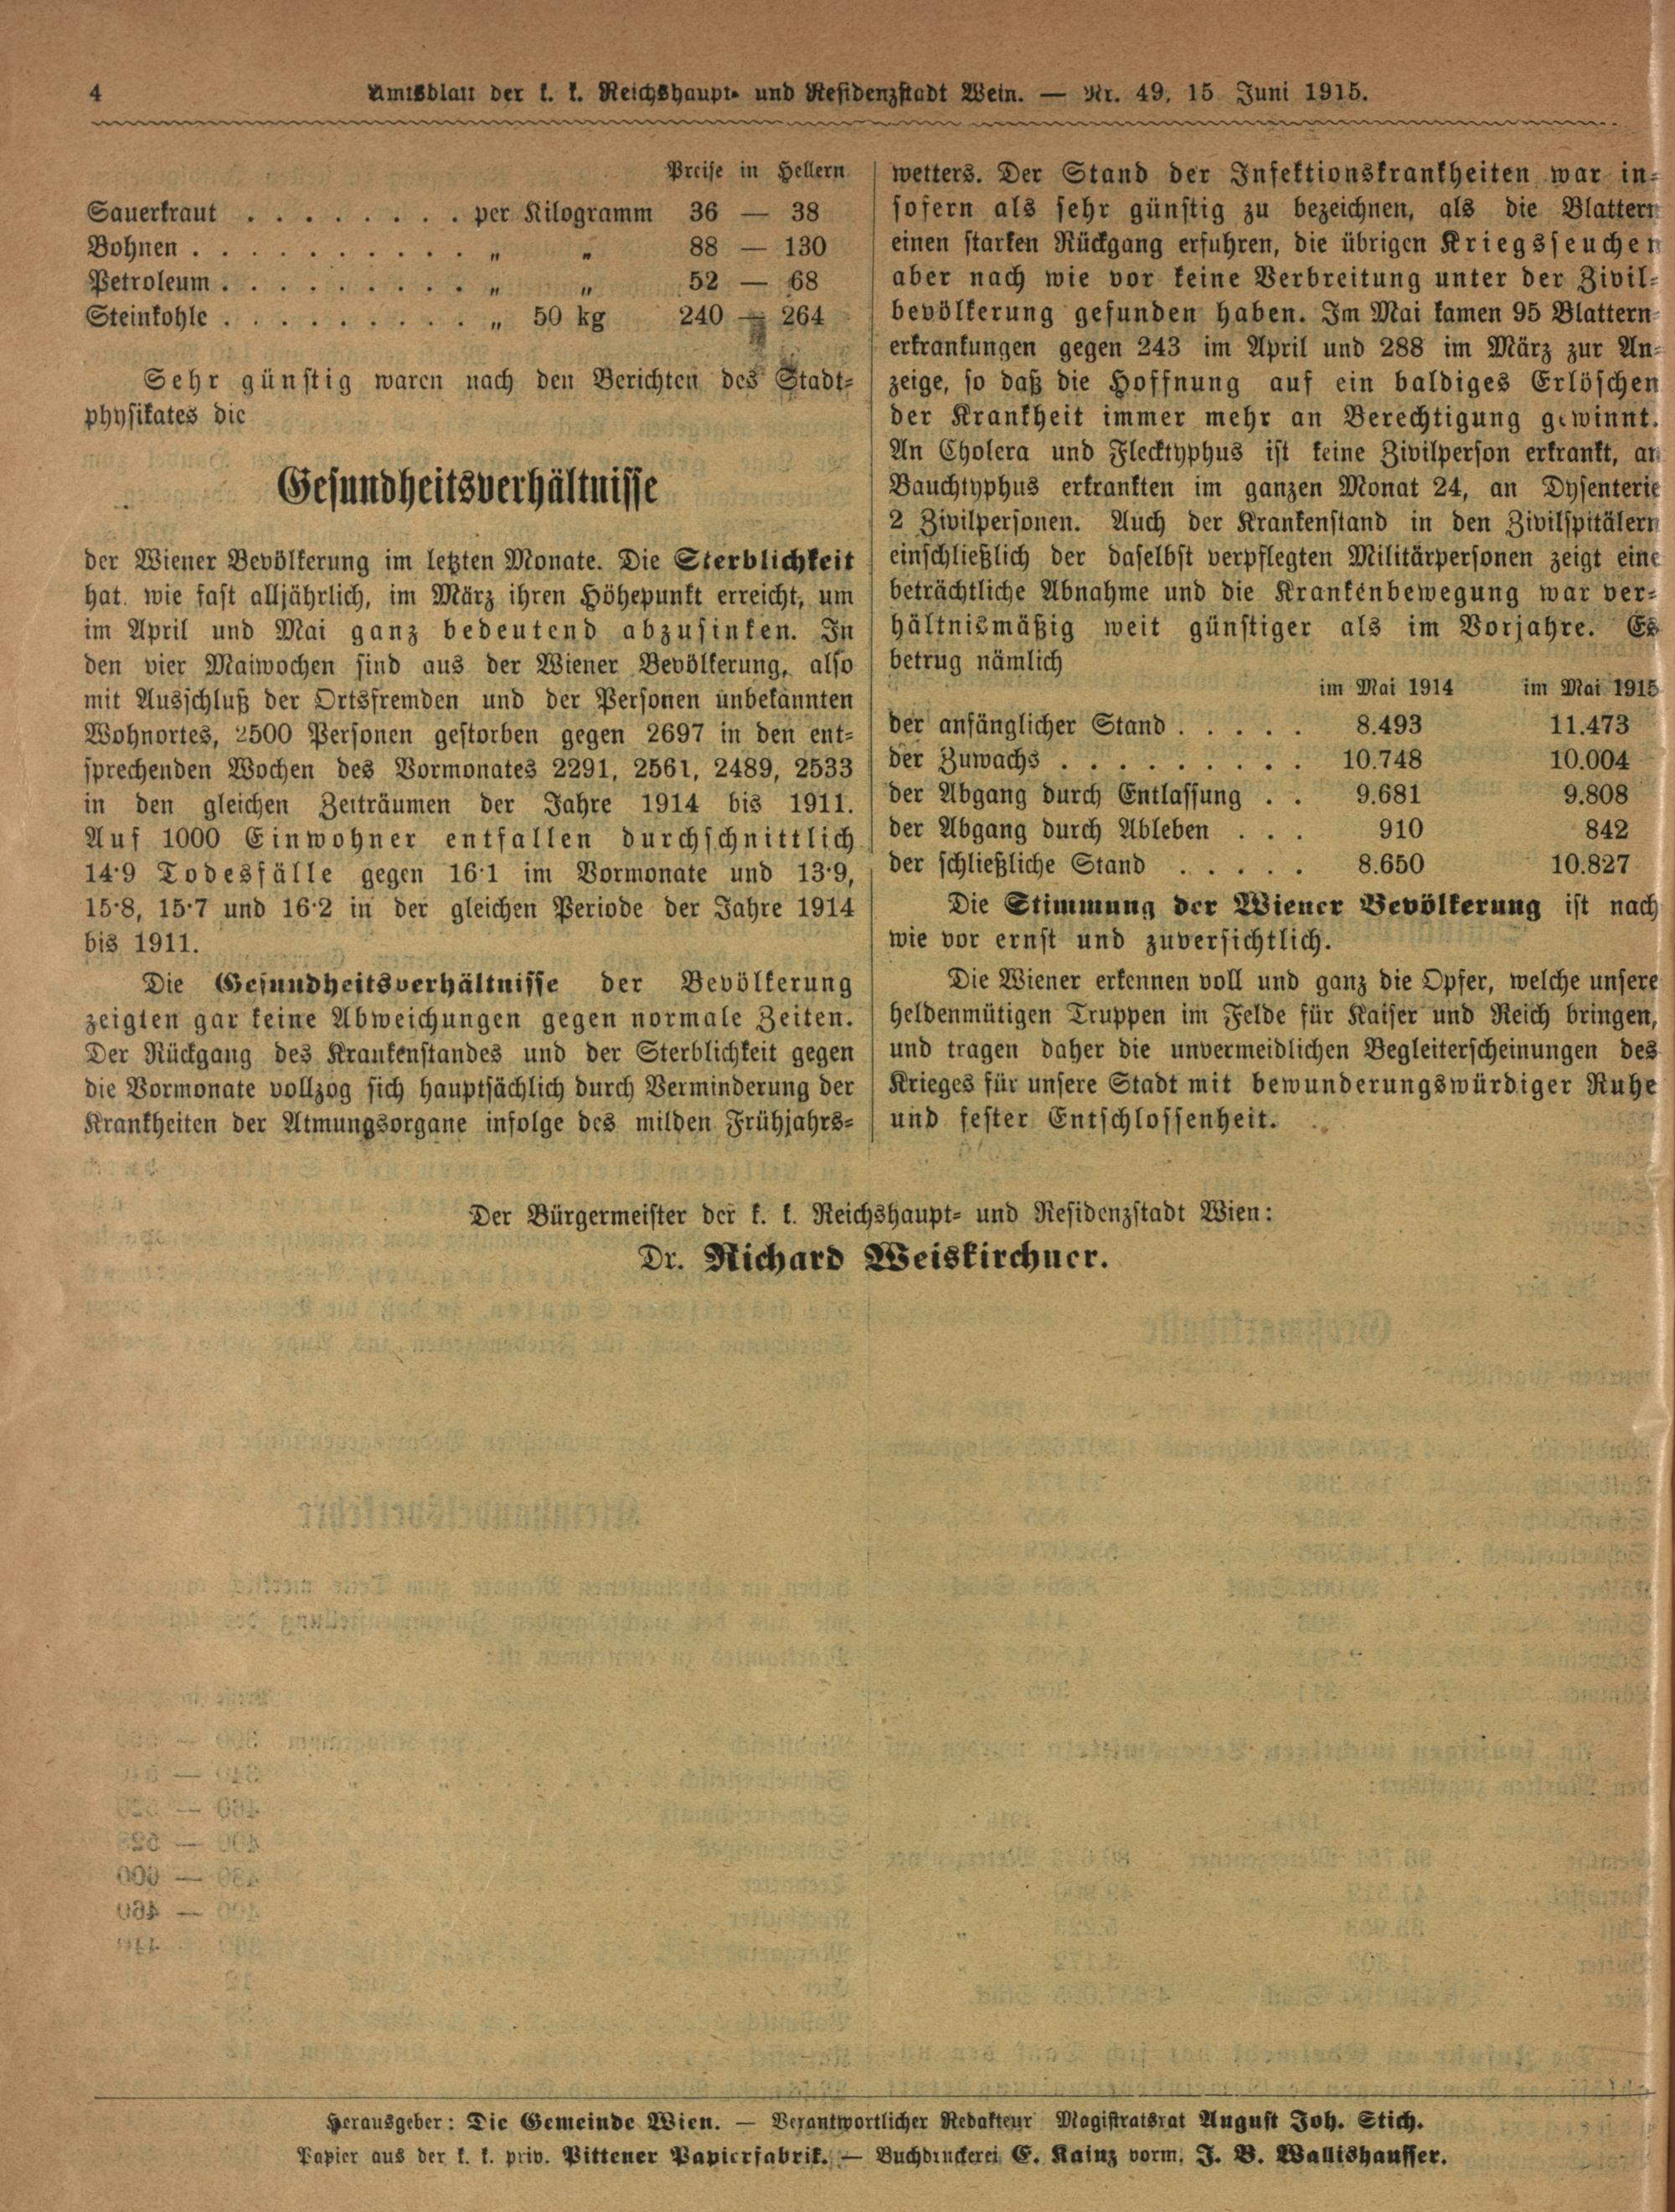 4 Amtsblatt der k. k. Reichshaupt- und Residenzstadt Wein. — Nr. 49, 15. Juni 1915.
Preise in Hellern
Sauerkraut . . . . . . . . per Kilogramm 36 — 38
Bohnen . . . . . . . . . . „ „ 88 — 130
Petroleum . . . . . . . . . „ „ 52 — 68
Steinkohle . . . . . . . . . „ 50 kg 240 — 264
Sehr günstig waren nach den Berichten des Stadt-
physikates die
Gesundheitsverhältnisse
der Wiener Bevölkerung im letzten Monate. Die Sterblichkeit
hat, wie fast alljährlich, im März ihren Höhepunkt erreicht, um
im April und Mai ganz bedeutend abzusinken. In
den vier Maiwochen sind aus der Wiener Bevölkerung, also
mit Ausschluß der Ortsfremden und der Personen unbekannten
Wohnortes, 2500 Personen gestorben gegen 2697 in den ent-
sprechenden Wochen des Vormonates 2291, 2561, 2489, 2533
in den gleichen Zeiträumen der Jahre 1914 bis 1911.
Auf 1000 Einwohner entfallen durchschnittlich
14·9 Todesfälle gegen 16·1 im Vormonate und 13·9,
15·8, 15·7 und 16·2 in der gleichen Periode der Jahre 1914
bis 1911.
Die Gesundheitsverhältnisse der Bevölkerung
zeigten gar keine Abweichungen gegen normale Zeiten.
Der Rückgang des Krankenstandes und der Sterblichkeit gegen
die Vormonate vollzog sich hauptsächlich durch Verminderung der
Krankheiten der Atmungsorgane infolge des milden Frühjahrs-
wetters. Der Stand der Infektionskrankheiten war in-
sofern als sehr günstig zu bezeichnen, als die Blattern
einen starken Rückgang erfuhren, die übrigen Kriegsseuchen
aber nach wie vor keine Verbreitung unter der Zivil-
bevölkerung gefunden haben. Im Mai kamen 95 Blattern-
erkrankungen gegen 243 im April und 288 im März zur An-
zeige, so daß die Hoffnung auf ein baldiges Erlöschen
der Krankheit immer mehr an Berechtigung gewinnt.
An Cholera und Flecktyphus ist keine Zivilperson erkrankt, an
Bauchtyphus erkrankten im ganzen Monat 24, an Dysenterie
2 Zivilpersonen. Auch der Krankenstand in den Zivilspitälern
einschließlich der daselbst verpflegten Militärpersonen zeigt eine
beträchtliche Abnahme und die Krankenbewegung war ver-
hältnismäßig weit günstiger als im Vorjahre. Es
betrug nämlich
im Mai 1914 im Mai 1915
der anfänglicher Stand . . . . . 8.493 11.473
der Zuwachs . . . . . . . . . 10.748 10.004
der Abgang durch Entlassung . . 9.681 9.808
der Abgang durch Ableben . . . 910 842
der schließliche Stand . . . . . 8.650 10.827
Die Stimmung der Wiener Bevölkerung ist nach
wie vor ernst und zuversichtlich.
Die Wiener erkennen voll und ganz die Opfer, welche unsere
heldenmütigen Truppen im Felde für Kaiser und Reich bringen,
und tragen daher die unvermeidlichen Begleiterscheinungen des
Krieges für unsere Stadt mit bewunderungswürdiger Ruhe
und fester Entschlossenheit.
Der Bürgermeister der k. k. Reichshaupt- und Residenzstadt Wien:
Dr. Richard Weiskirchner.
Herausgeber: Die Gemeinde Wien. — Verantwortlicher Redakteur Magistratsrat August Joh. Stich.
Papier aus der k. k. priv. Pittener Papierfabrik. — Buchdruckerei E. Kainz vorm. J. B. Wallishausser.